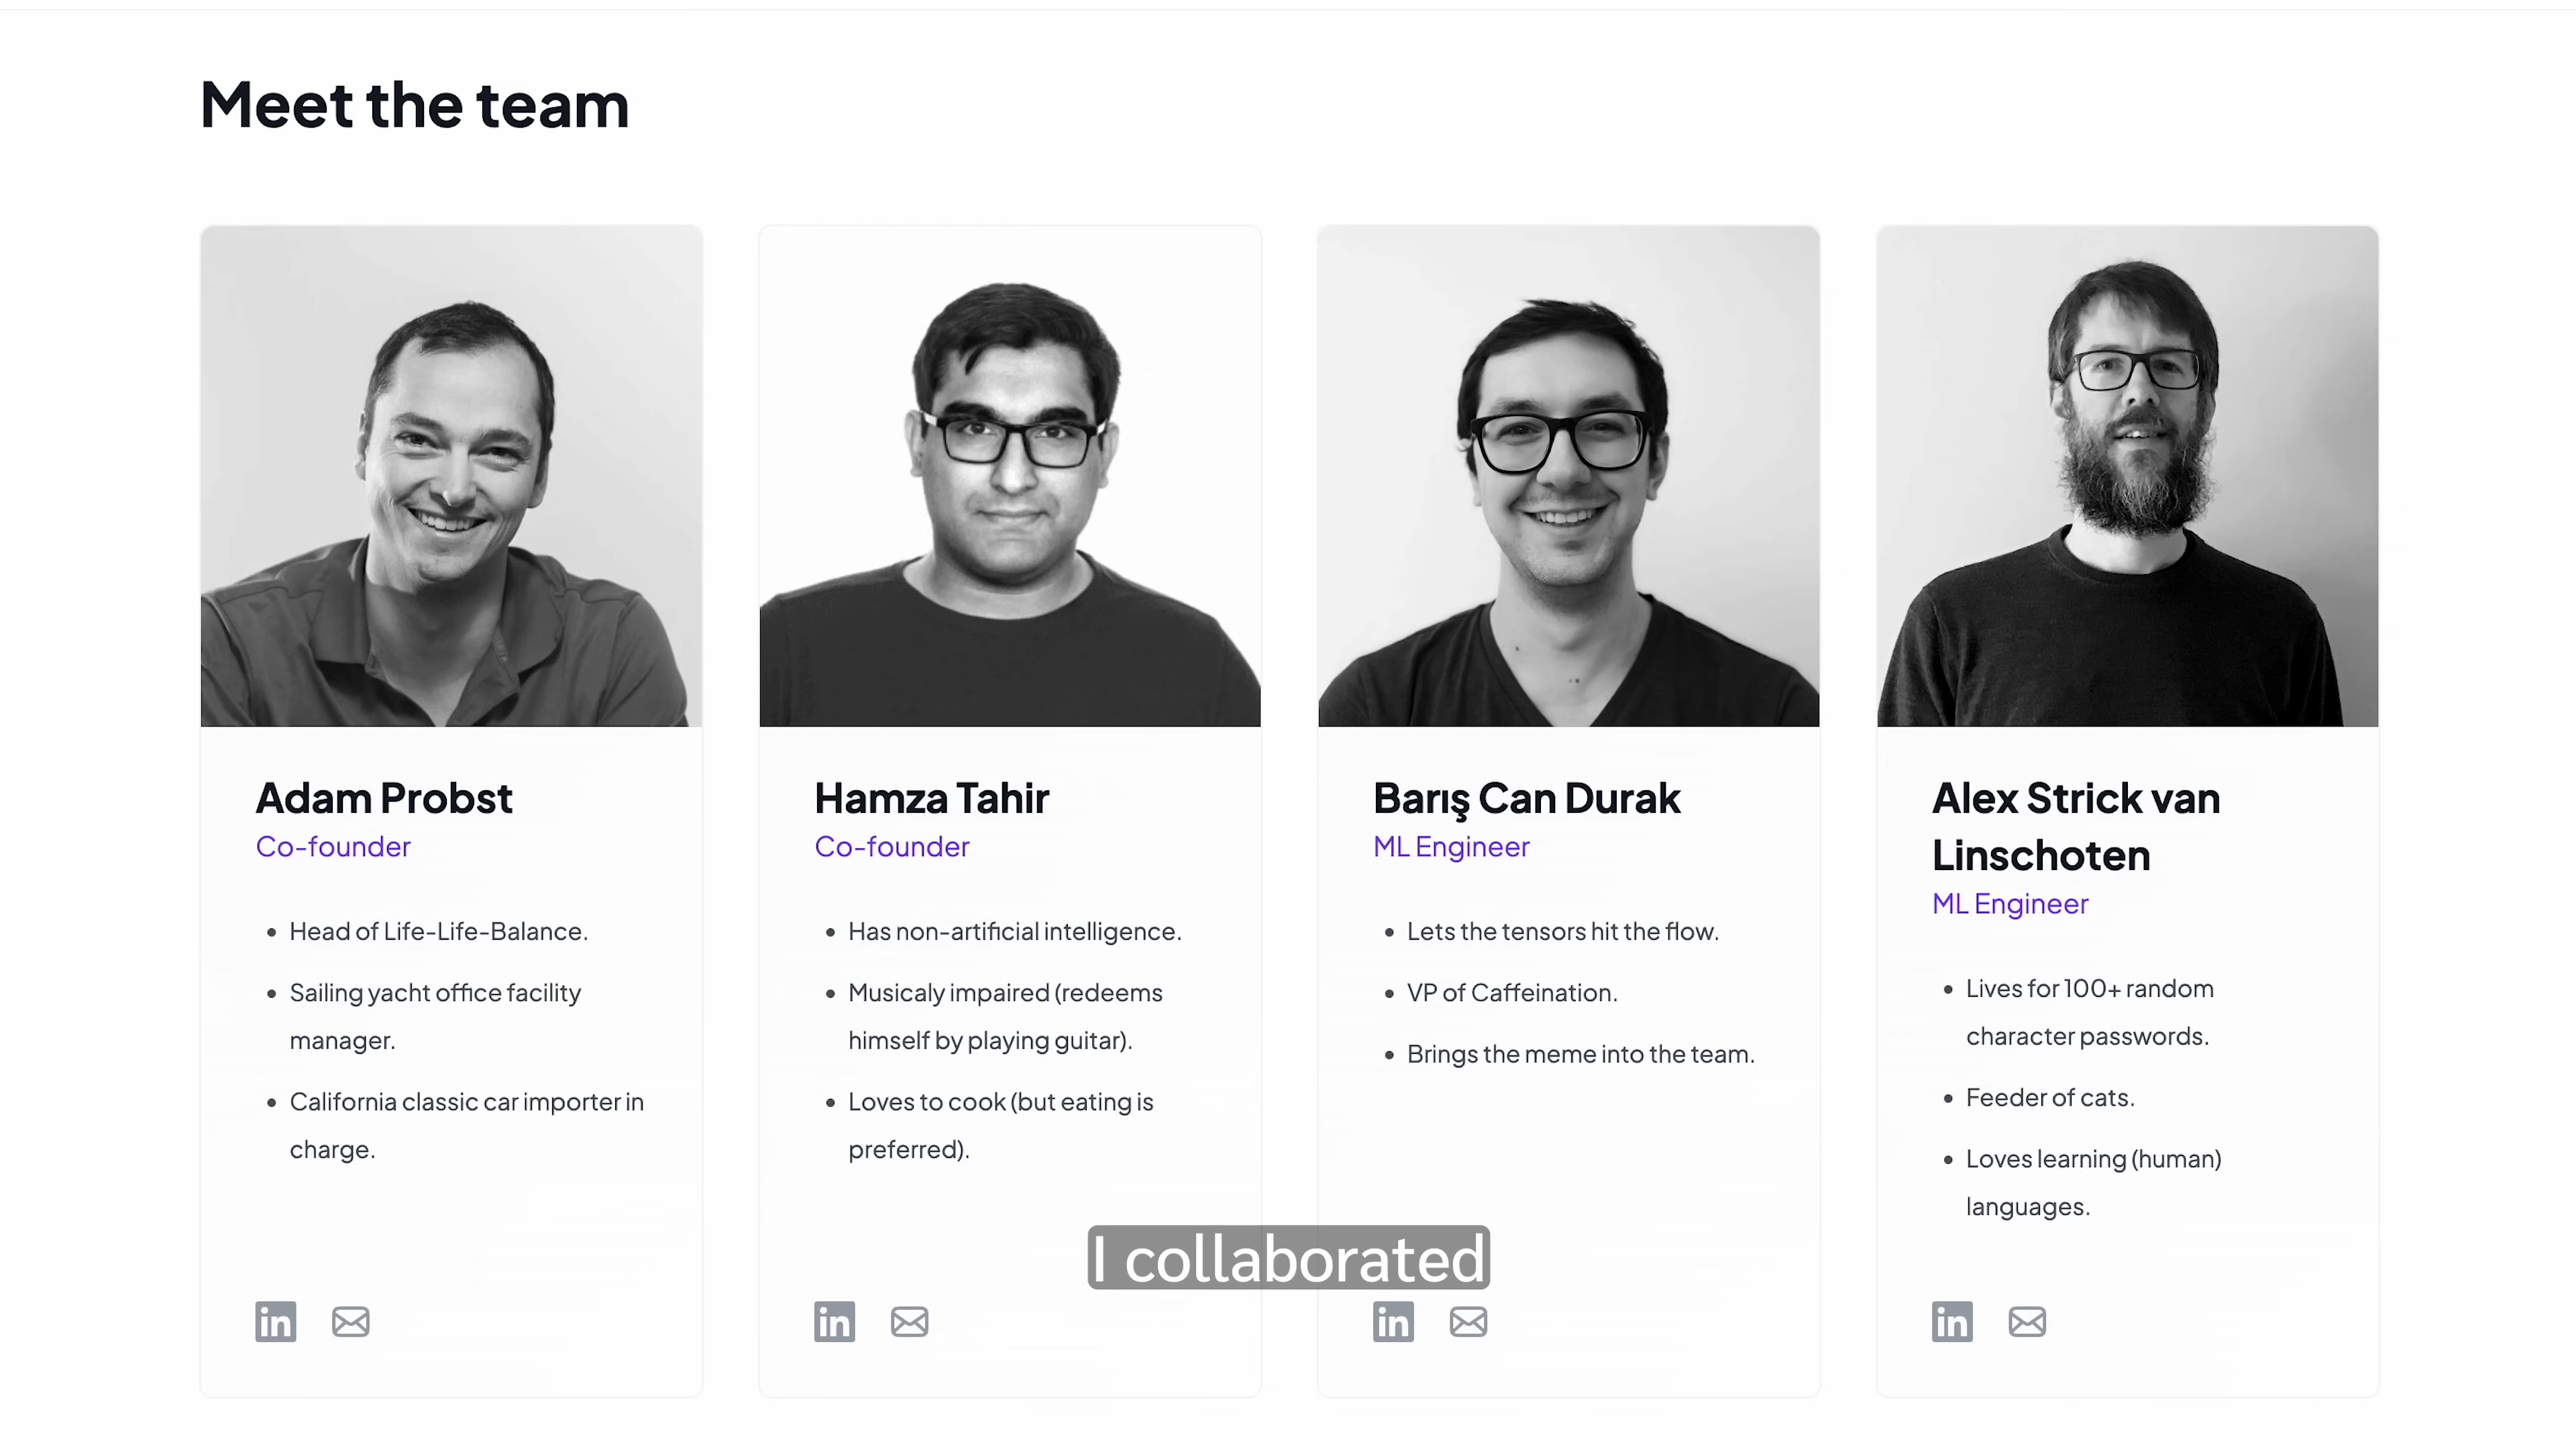 Meet the team
Adam Probst
Co-founder
• Head of Life-Life-Balance.
• Sailing yacht office facility
manager.
• California classic car importer in
charge.
Hamza Tahir
Co-founder
• Has non-artificial intelligence.
• Musicaly impaired (redeems
himself by playing guitar).
• Loves to cook (but eating is
preferred).
Barış Can Durak
ML Engineer
• Lets the tensors hit the flow.
• VP of Caffeination.
• Brings the meme into the team.
Alex Strick van
Linschoten
ML Engineer
• Lives for 100+ random
character passwords.
• Feeder of cats.
• Loves learning (human)
languages.
I collaborated
in
in
in
in